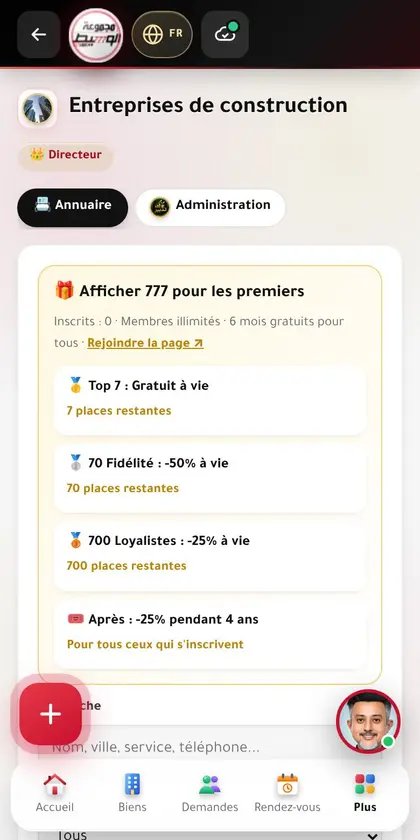 مجموعة
الوسيط
FR
Entreprises de construction
👑 Directeur
📇 Annuaire
Administration
🎁 Afficher 777 pour les premiers
Inscrits : 0 · Membres illimités · 6 mois gratuits pour
tous · Rejoindre la page ↗
🥇 Top 7 : Gratuit à vie
7 places restantes
🥈 70 Fidélité : -50% à vie
70 places restantes
🥉 700 Loyalistes : -25% à vie
700 places restantes
🎟️ Après : -25% pendant 4 ans
Pour tous ceux qui s'inscrivent
che
Nom, ville, service, téléphone...
Accueil
Biens
Demandes
Rendez-vous
Plus
Tous